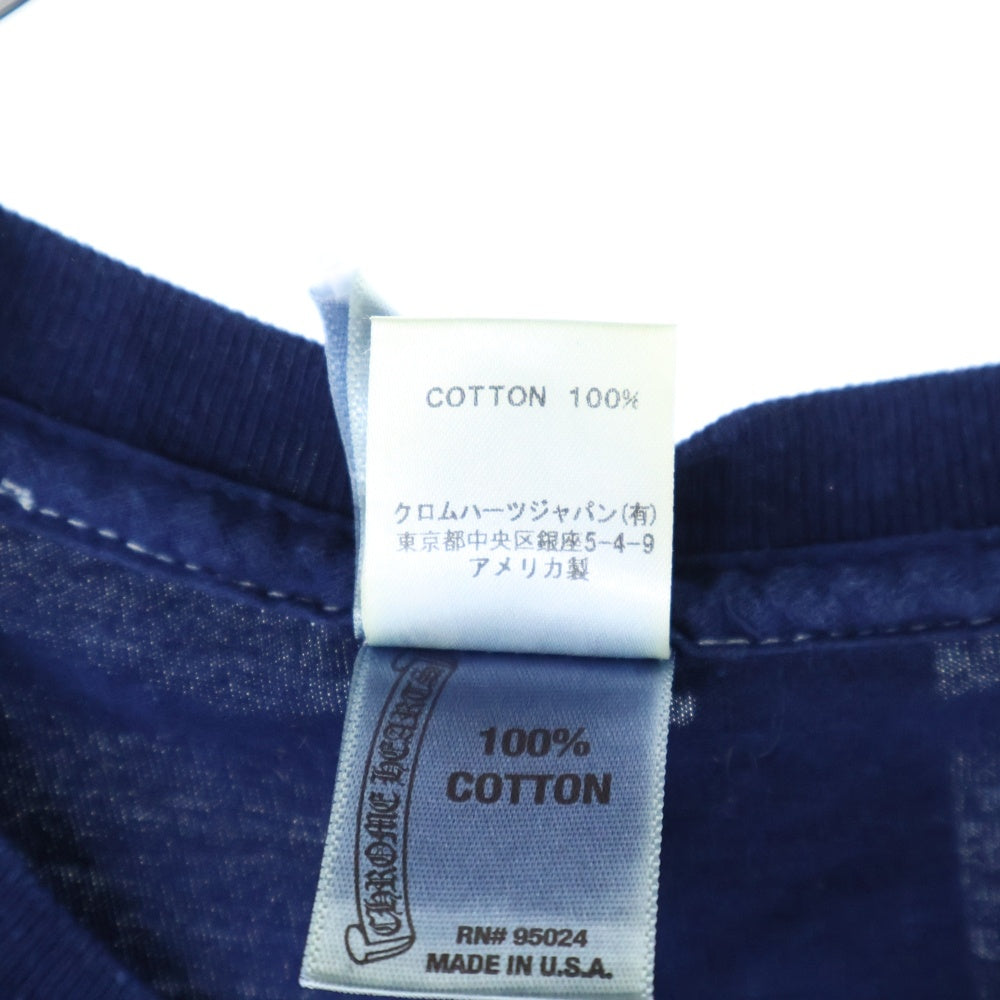 COTTON 100%
ケロムハーツジャパン(有)
東京都中央区銀座5-4-9
アメリカ製
CHROME HEARTS
100%
COTTON
RN# 95024
MADE IN U.S.A.